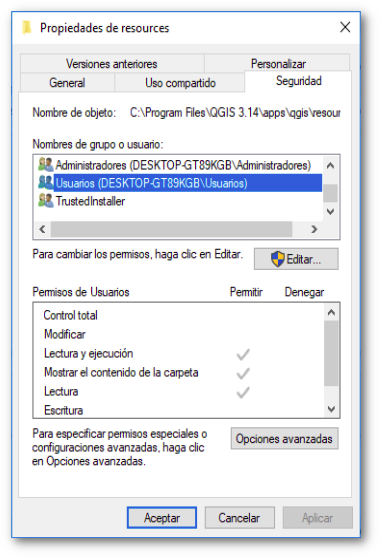 Propiedades de resources
Versiones anteriores
Personalizar
General
Uso compartido
Seguridad
Nombre de objeto: C:\Program Files\QGIS 3.14\apps\qgis\resour
Nombres de grupo o usuario:
Administradores (DESKTOP-GT89KGB\Administradores)
Usuarios (DESKTOP-GT89KGB\Usuarios)
TrustedInstaller
Para cambiar los permisos, haga clic en Editar.
Editar...
Permisos de Usuarios Permitir Denegar
Control total
Modificar
Lectura y ejecución
Mostrar el contenido de la carpeta
Lectura
Escritura
Para especificar permisos especiales o
configuraciones avanzadas, haga clic
en Opciones avanzadas.
Opciones avanzadas
Aceptar
Cancelar
Aplicar